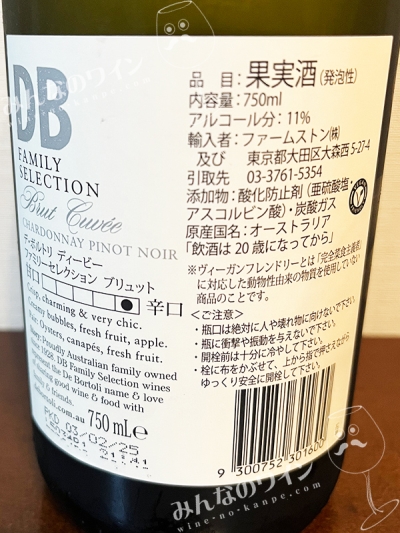 DB
FAMILY
SELECTION
Brut Cuvée
CHARDONNAY PINOT NOIR
デ・ボルトリ ディービー
ファミリーセレクション ブリュット
甘口
辛口
Crisp, charming & very chic.
bubbles, fresh fruit, apple.
Oysters, canapés, fresh fruit.
Proudly Australian family owned
1928. DB Family Selection wines
the De Bortoli name & love
good wine & food with
750 mLe
PKD 03/02/25
品 目:果実酒(発泡性)
内容量:750ml
アルコール分:11%
輸入者:ファームストン㈱
及び 東京都大田区大森西5-27-4
引取先 03-3761-5354
添加物:酸化防止剤(亜硫酸塩・
アスコルビン酸)・炭酸ガス
原産国名:オーストラリア
「飲酒は20歳になってから」
※ヴィーガンフレンドリーとは「完全菜食主義者」
に対応した動物性由来の物質を使用していない
商品のことです。
<ご注意>
・瓶口は絶対に人や壊れ物に向けないで下さい。
・瓶に衝撃や振動を与えないで下さい。
・開栓前は十分に冷やして下さい。
・栓に布をかぶせて、上から指で押さえながら
ゆっくり安全に開栓して下さい。
9 300752 301600
みんなのワイン
wine-no-kanpe.com